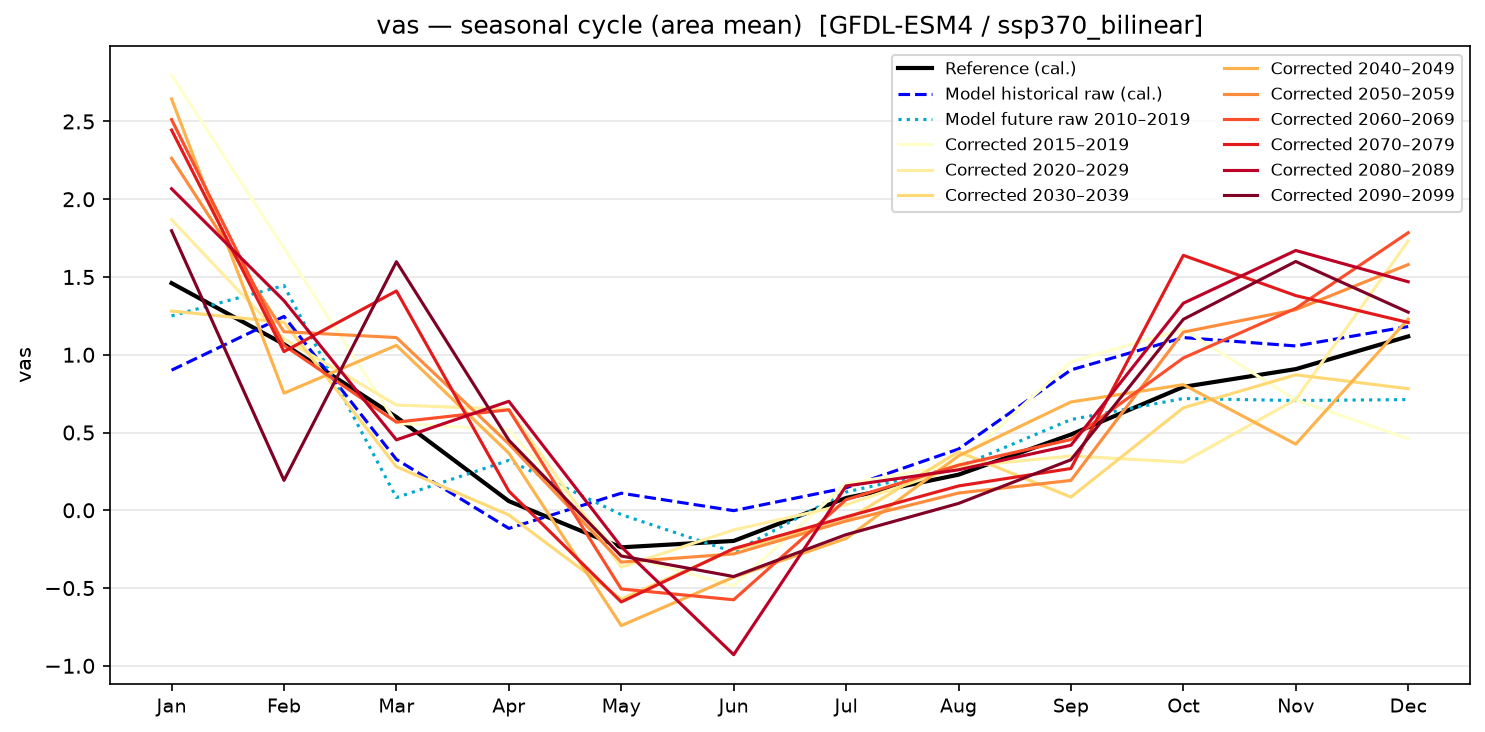 vas — seasonal cycle (area mean)  [GFDL-ESM4 / ssp370_bilinear]
Reference (cal.)
Model historical raw (cal.)
Model future raw 2010–2019
Corrected 2015–2019
Corrected 2020–2029
Corrected 2030–2039
Corrected 2040–2049
Corrected 2050–2059
Corrected 2060–2069
Corrected 2070–2079
Corrected 2080–2089
Corrected 2090–2099
vas
2.5
2.0
1.5
1.0
0.5
0.0
−0.5
−1.0
Jan Feb Mar Apr May Jun Jul Aug Sep Oct Nov Dec